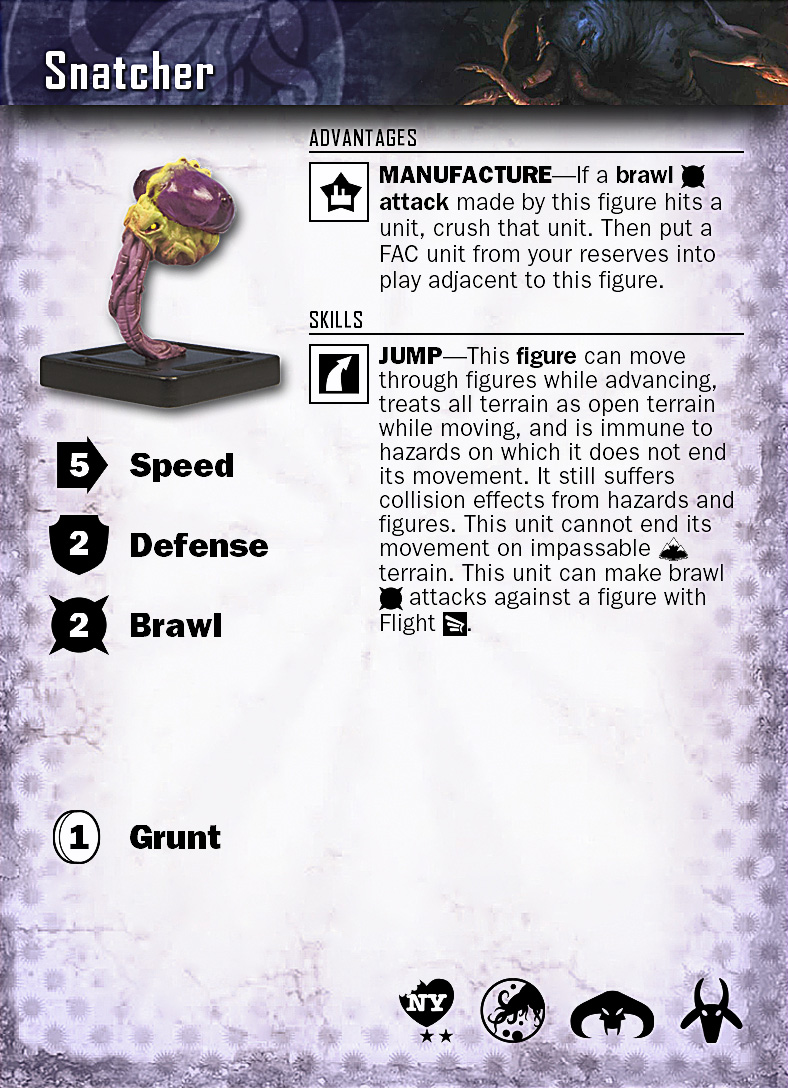 Snatcher
ADVANTAGES
MANUFACTURE—If a brawl
attack made by this figure hits a
unit, crush that unit. Then put a
FAC unit from your reserves into
play adjacent to this figure.
SKILLS
JUMP—This figure can move
through figures while advancing,
treats all terrain as open terrain
while moving, and is immune to
hazards on which it does not end
its movement. It still suffers
collision effects from hazards and
figures. This unit cannot end its
movement on impassable
terrain. This unit can make brawl
attacks against a figure with
Flight .
5 Speed
2 Defense
2 Brawl
1 Grunt
NY